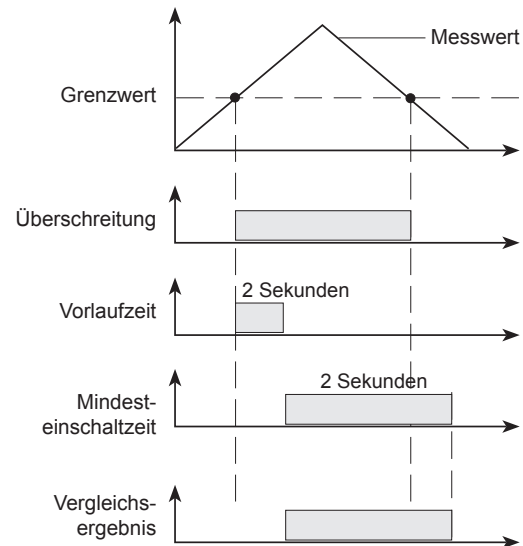 Messwert
Grenzwert
Überschreitung
2 Sekunden
Vorlaufzeit
2 Sekunden
Mindest-
einschaltzeit
Vergleichs-
ergebnis